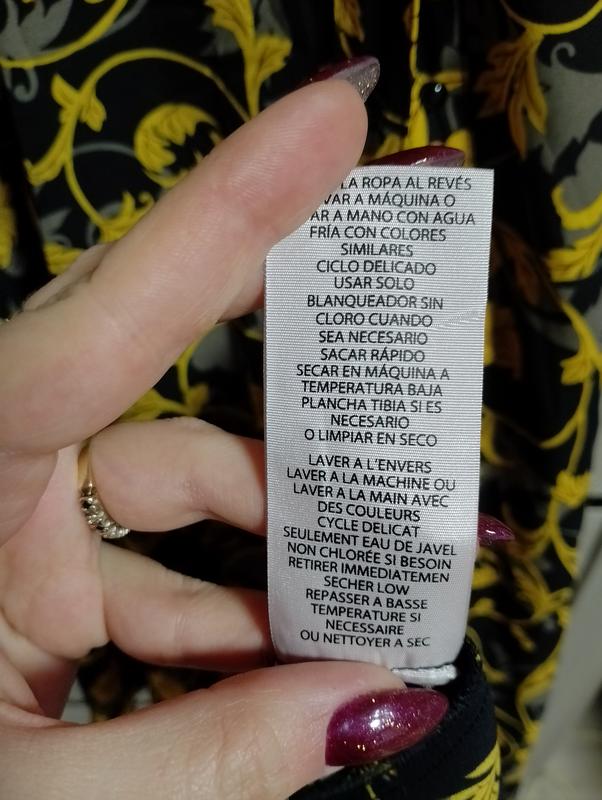 LA ROPA AL REVÉS
VAR A MÁQUINA O
AR A MANO CON AGUA
FRÍA CON COLORES
SIMILARES
CICLO DELICADO
USAR SOLO
BLANQUEADOR SIN
CLORO CUANDO
SEA NECESARIO
SACAR RÁPIDO
SECAR EN MÁQUINA A
TEMPERATURA BAJA
PLANCHA TIBIA SI ES
NECESARIO
O LIMPIAR EN SECO
LAVER A L'ENVERS
LAVER A LA MACHINE OU
LAVER A LA MAIN AVEC
DES COULEURS
CYCLE DELICAT
SEULEMENT EAU DE JAVEL
NON CHLORÉE SI BESOIN
RETIRER IMMEDIATEMEN
SECHER LOW
REPASSER A BASSE
TEMPERATURE SI
NECESSAIRE
OU NETTOYER A SEC